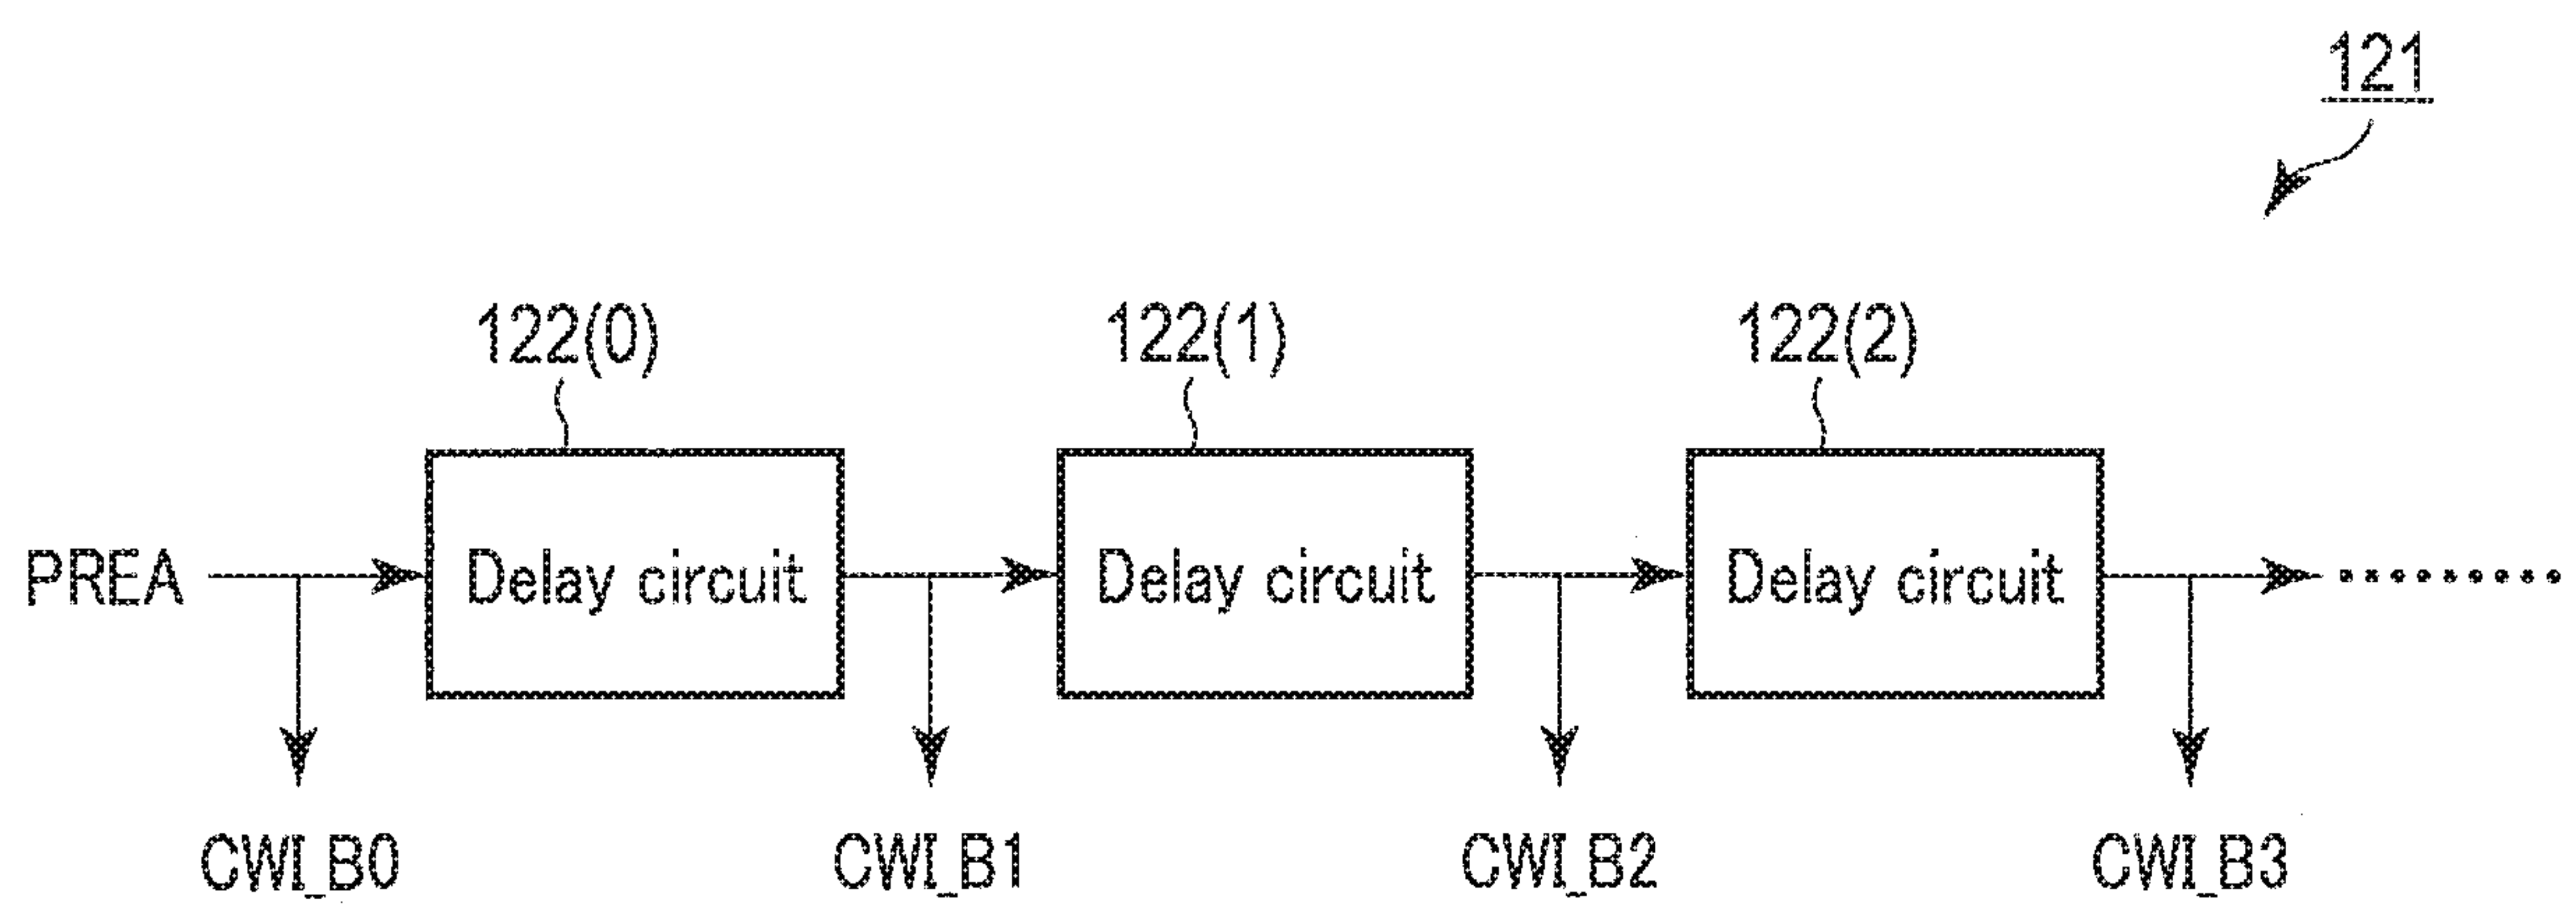 121
122(0) 122(1) 122(2)
PREA Delay circuit Delay circuit Delay circuit
CWI_B0 CWI_B1 CWI_B2 CWI_B3